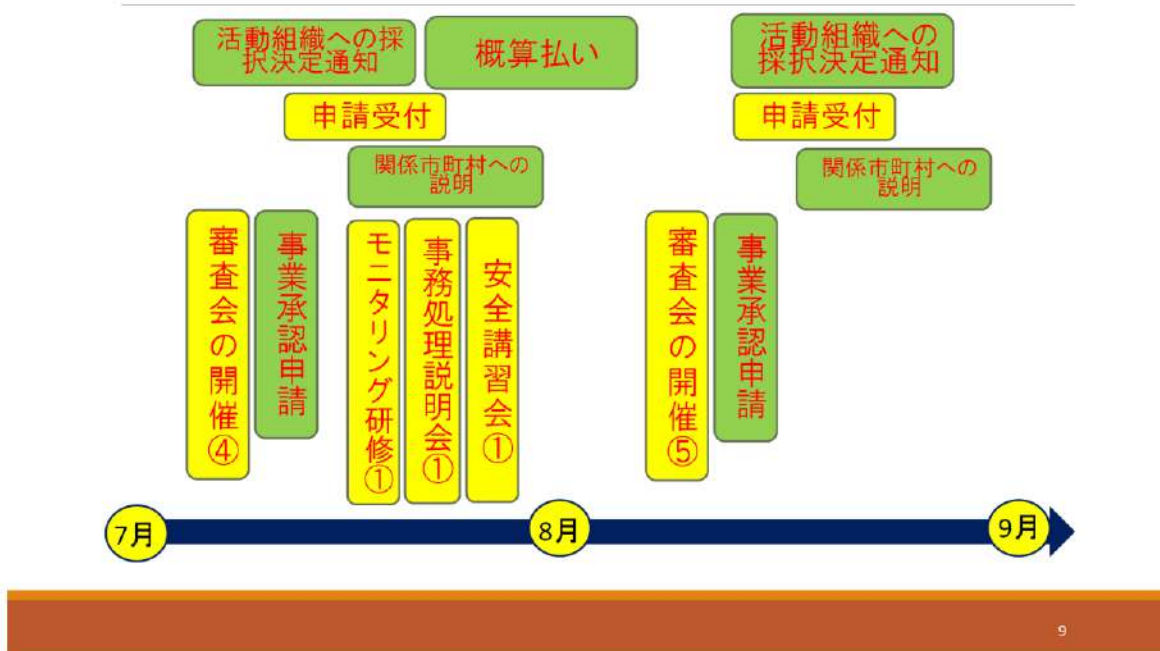 活動組織への採
択決定通知
概算払い
活動組織への
採択決定通知
申請受付
申請受付
関係市町村への
説明
関係市町村への
説明
審査会の開催④
事業承認申請
モニタリング研修①
事務処理説明会①
安全講習会①
審査会の開催⑤
事業承認申請
7月
8月
9月
9